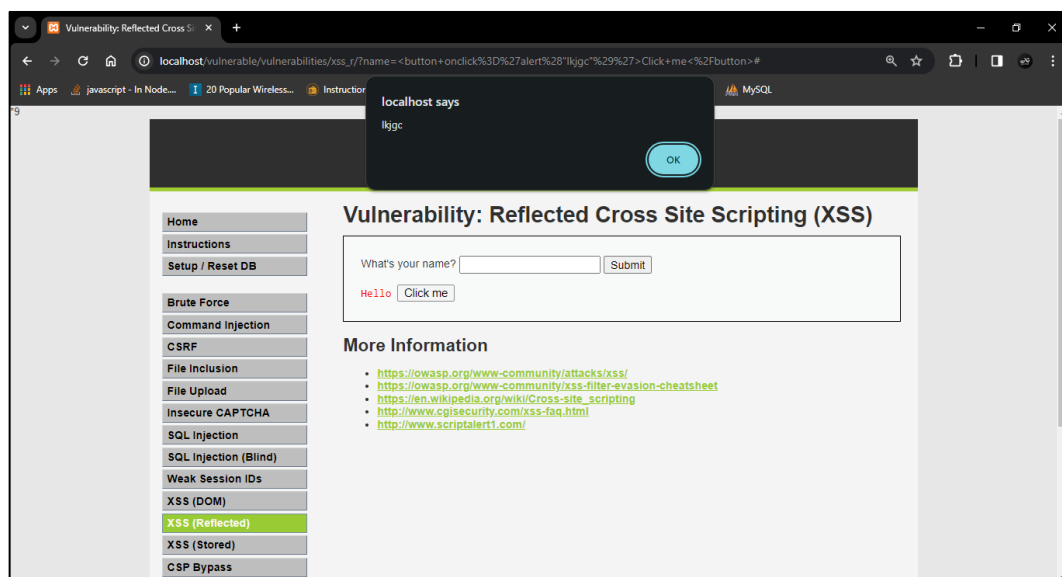 Vulnerability: Reflected Cross Si
localhost/vulnerable/vulnerabilities/xss_r/?name=<button+onclick%3D%27alert%28"lkjgc"%29%27>Click+me<%2Fbutton>#
Apps javascript - In Node.... 20 Popular Wireless... Instruction MySQL
localhost says
lkjgc
OK
"9
Vulnerability: Reflected Cross Site Scripting (XSS)
Home
Instructions
Setup / Reset DB
Brute Force
Command Injection
CSRF
File Inclusion
File Upload
Insecure CAPTCHA
SQL Injection
SQL Injection (Blind)
Weak Session IDs
XSS (DOM)
XSS (Reflected)
XSS (Stored)
CSP Bypass
What's your name? Submit
Hello Click me
More Information
https://owasp.org/www-community/attacks/xss/
https://owasp.org/www-community/xss-filter-evasion-cheatsheet
https://en.wikipedia.org/wiki/Cross-site_scripting
http://www.cgisecurity.com/xss-faq.html
http://www.scriptalert1.com/